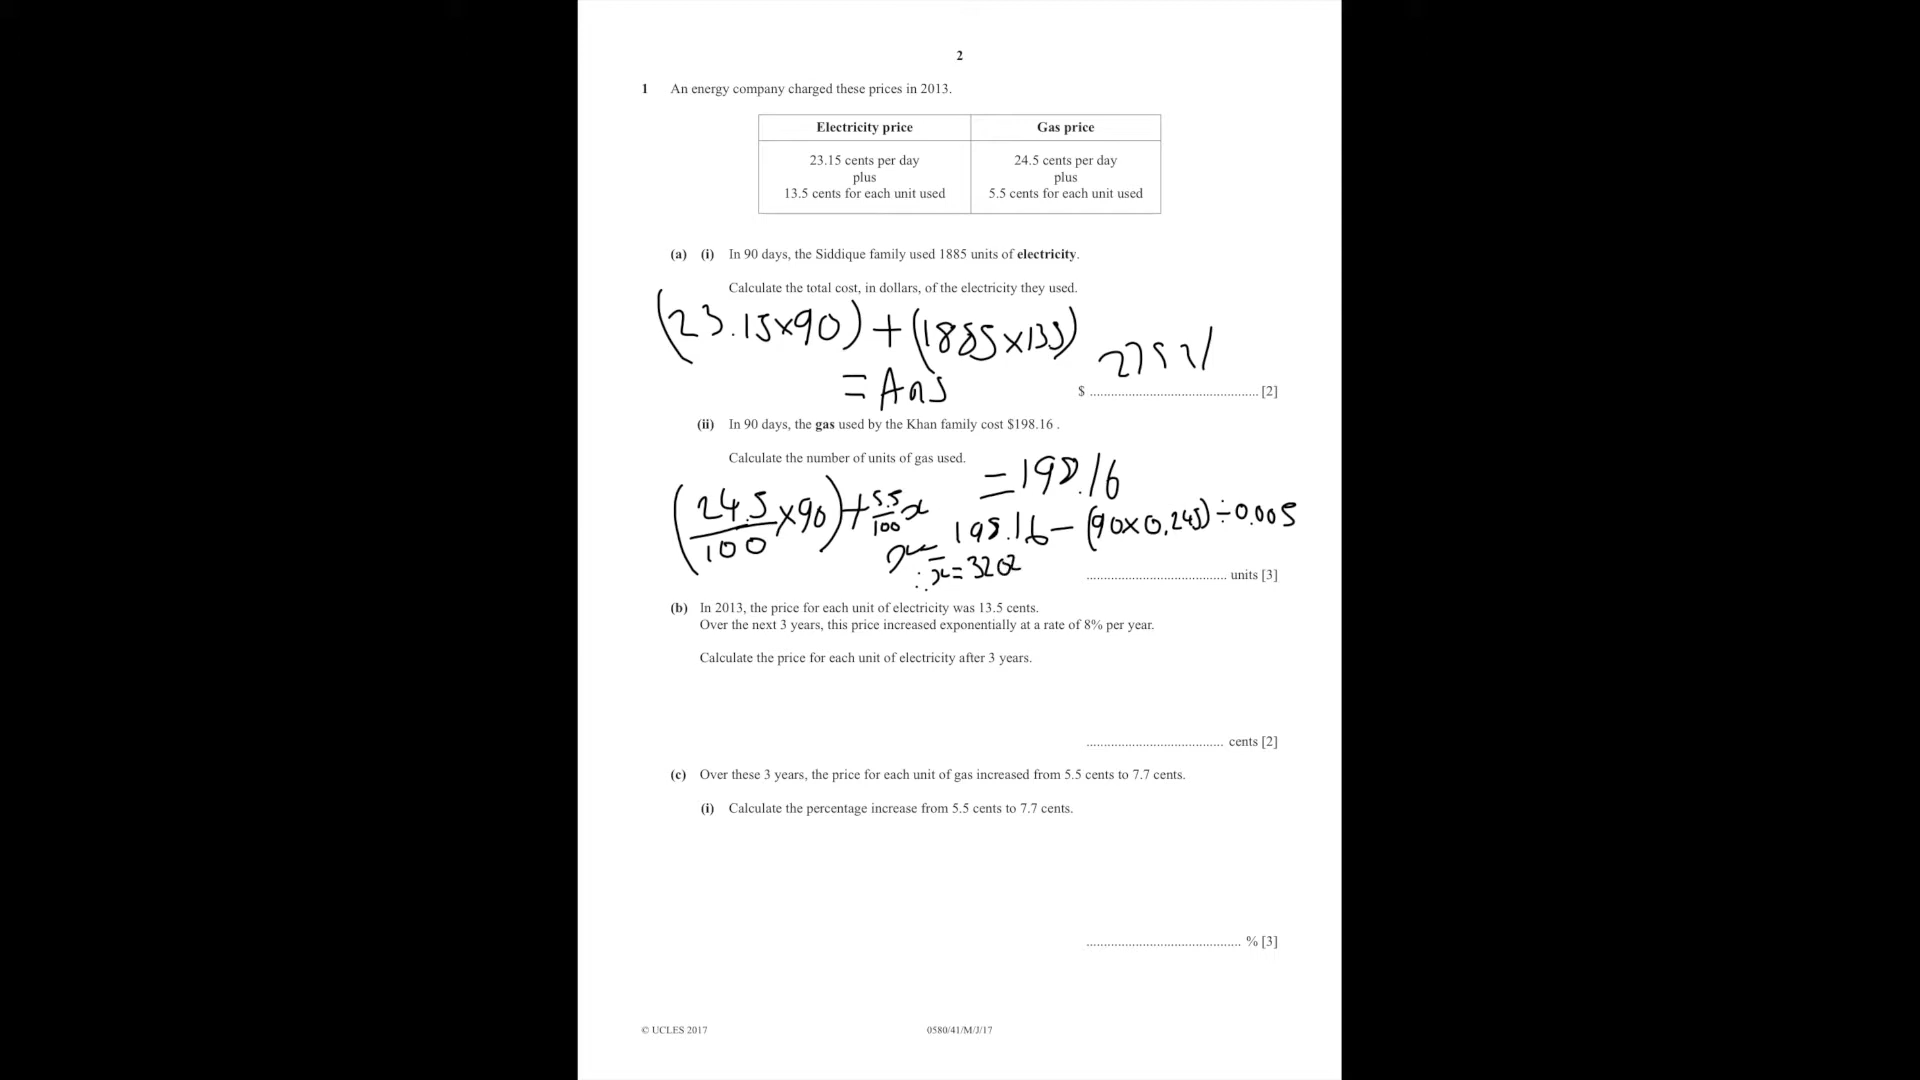 2
1 An energy company charged these prices in 2013.
Electricity price Gas price
23.15 cents per day 24.5 cents per day
plus plus
13.5 cents for each unit used 5.5 cents for each unit used
(a) (i) In 90 days, the Siddique family used 1885 units of electricity.
Calculate the total cost, in dollars, of the electricity they used.
(23.15×90)+(1885×135)
= Ans
$ ................................................ [2]
(ii) In 90 days, the gas used by the Khan family cost $198.16 .
Calculate the number of units of gas used.
=198.16
(24.5/100 ×90)+5.5/100 x
198.16-(90×0.245)÷0.005
∴x=3202
........................................ units [3]
(b) In 2013, the price for each unit of electricity was 13.5 cents.
Over the next 3 years, this price increased exponentially at a rate of 8% per year.
Calculate the price for each unit of electricity after 3 years.
....................................... cents [2]
(c) Over these 3 years, the price for each unit of gas increased from 5.5 cents to 7.7 cents.
(i) Calculate the percentage increase from 5.5 cents to 7.7 cents.
............................................ % [3]
© UCLES 2017 0580/41/M/J/17